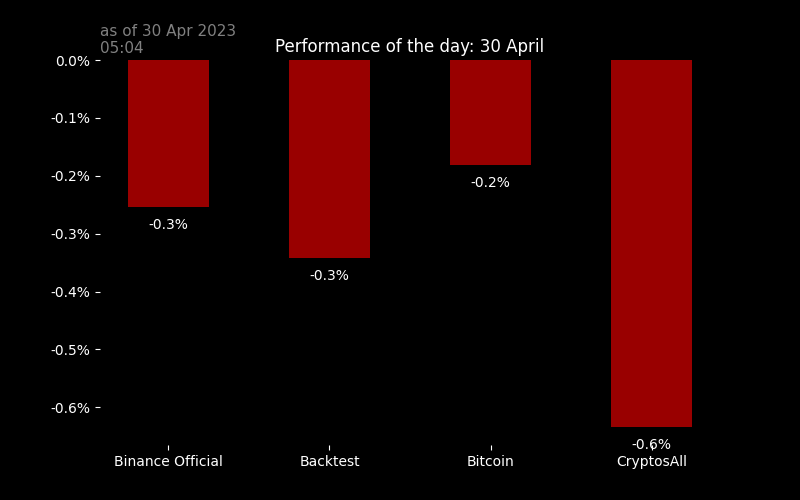 as of 30 Apr 2023
05:04
Performance of the day: 30 April
0.0%
-0.1%
-0.2%
-0.3%
-0.4%
-0.5%
-0.6%
-0.3%
-0.3%
-0.2%
-0.6%
Binance Official
Backtest
Bitcoin
CryptosAll